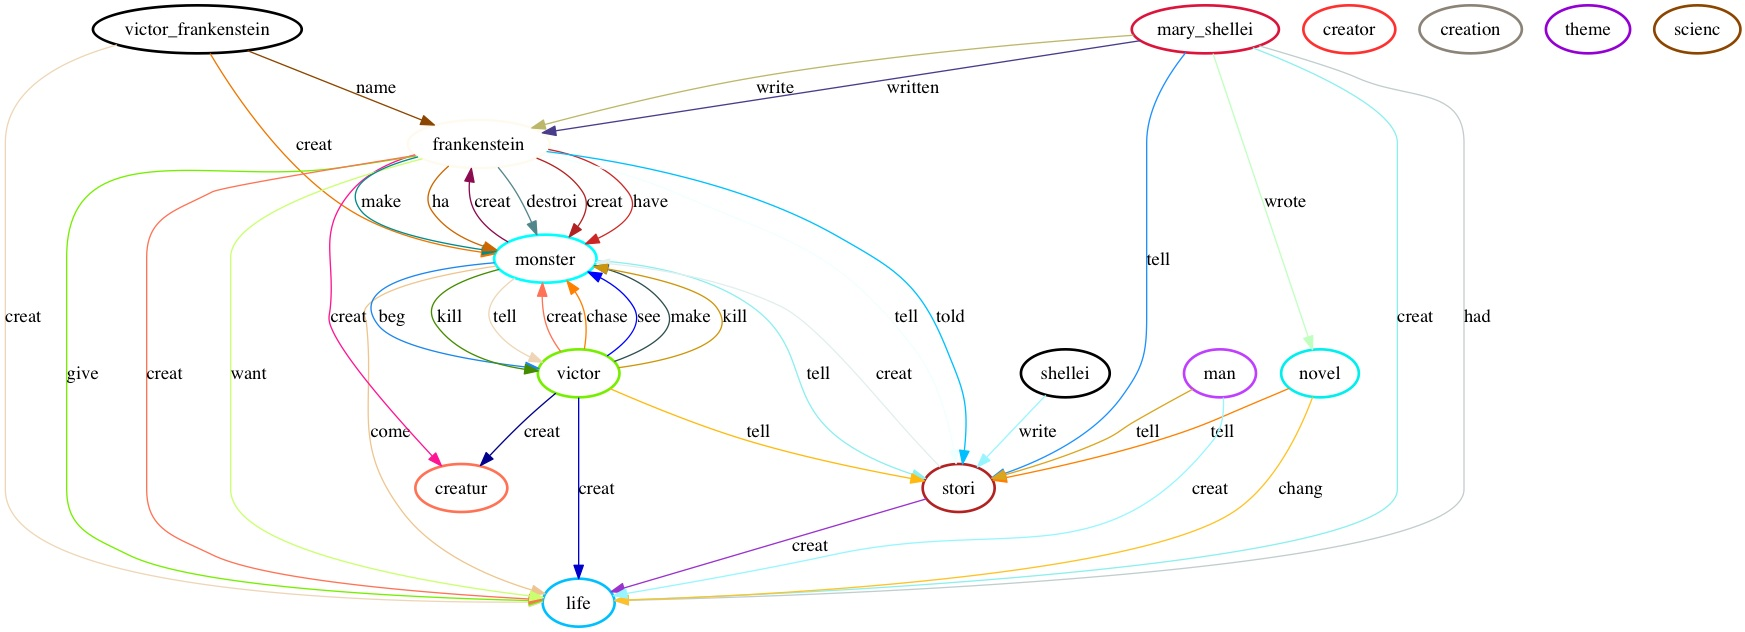 victor_frankenstein mary_shellei creator creation theme scienc
name write written
frankenstein
creat
make ha creat destroi creat have wrote
monster tell
creat creat beg kill tell creat chase see make kill tell told creat had
give creat want victor tell creat shellei man novel
come creat tell write tell tell
creatur creat stori creat chang
creat
life